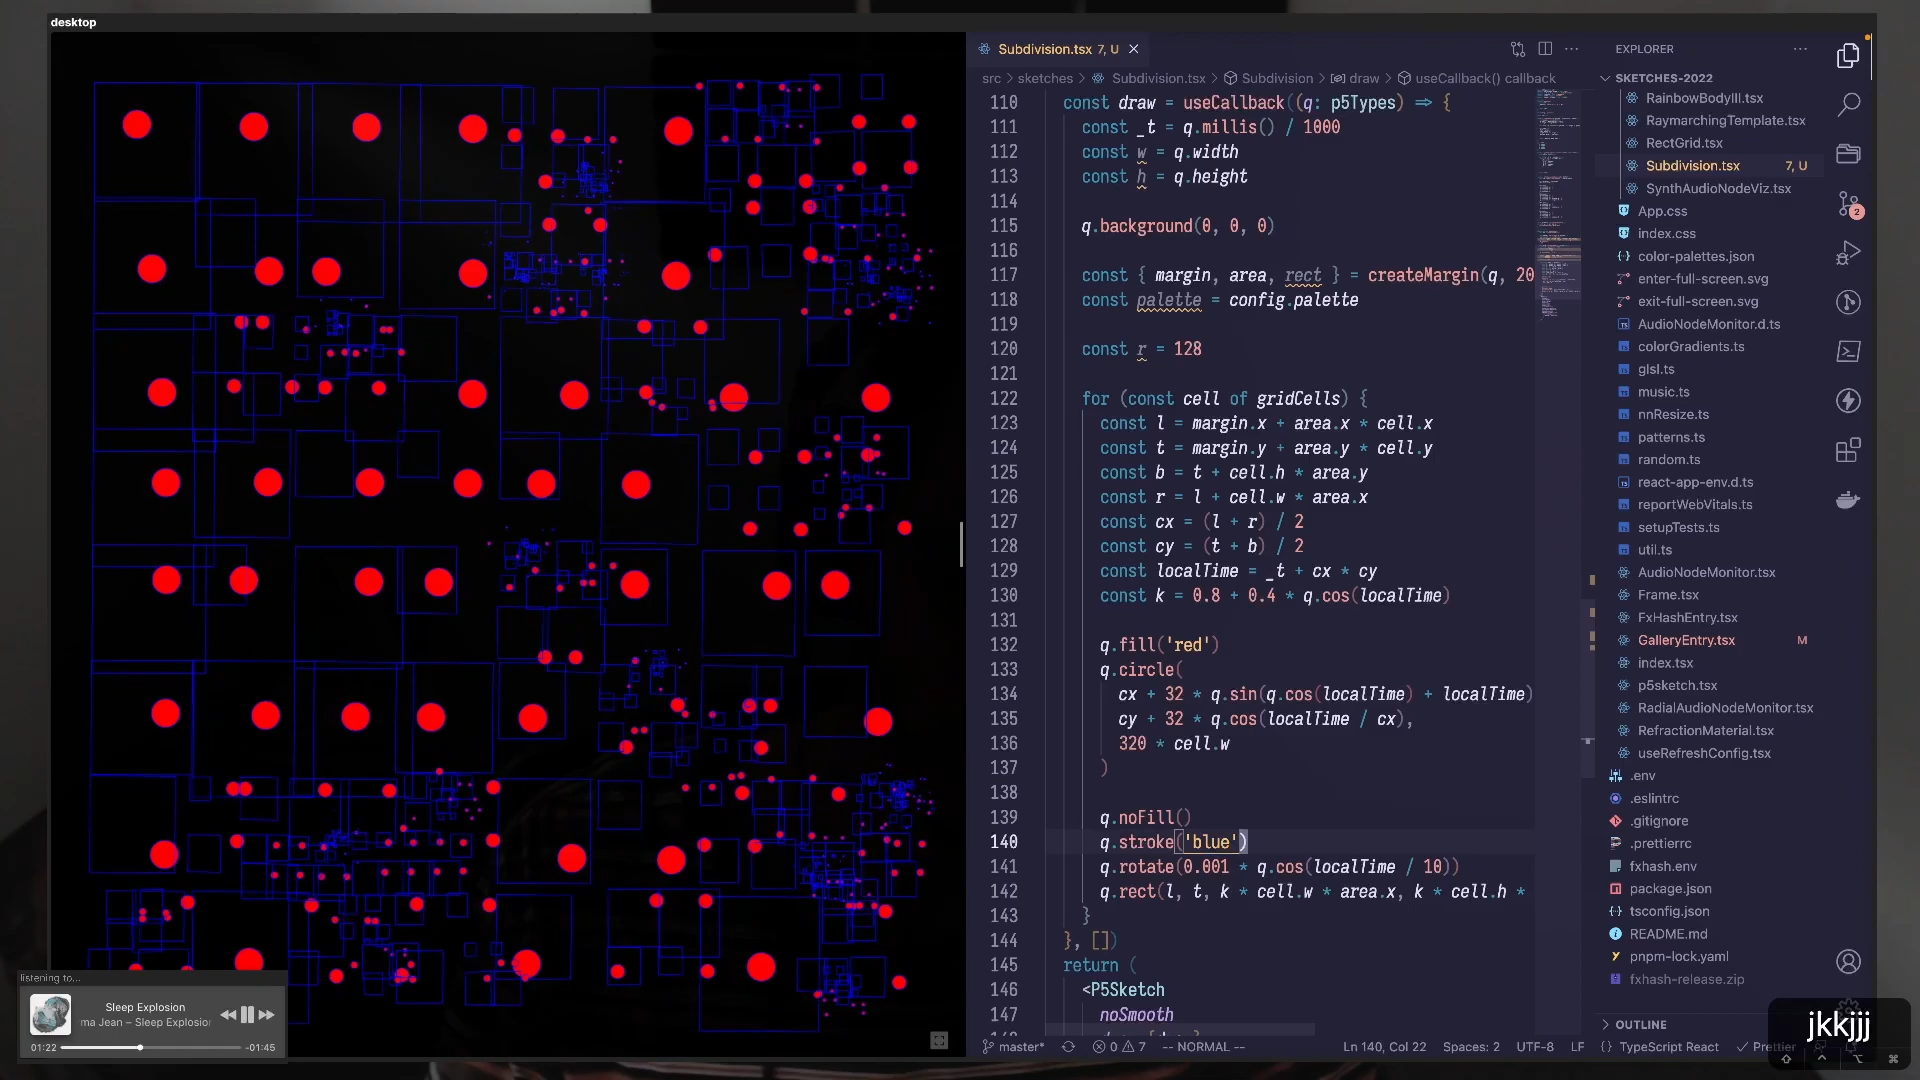 desktop
Subdivision.tsx 7, U
src > sketches > Subdivision.tsx > Subdivision > draw > useCallback() callback
110 const draw = useCallback((q: p5Types) => {
111 const _t = q.millis() / 1000
112 const w = q.width
113 const h = q.height
114
115 q.background(0, 0, 0)
116
117 const { margin, area, rect } = createMargin(q, 20
118 const palette = config.palette
119
120 const r = 128
121
122 for (const cell of gridCells) {
123 const l = margin.x + area.x * cell.x
124 const t = margin.y + area.y * cell.y
125 const b = t + cell.h * area.y
126 const r = l + cell.w * area.x
127 const cx = (l + r) / 2
128 const cy = (t + b) / 2
129 const localTime = _t + cx * cy
130 const k = 0.8 + 0.4 * q.cos(localTime)
131
132 q.fill('red')
133 q.circle(
134 cx + 32 * q.sin(q.cos(localTime) + localTime)
135 cy + 32 * q.cos(localTime / cx),
136 320 * cell.w
137 )
138
139 q.noFill()
140 q.stroke('blue')
141 q.rotate(0.001 * q.cos(localTime / 10))
142 q.rect(l, t, k * cell.w * area.x, k * cell.h *
143 }
144 }, [])
145 return (
146 <P5Sketch
147 noSmooth
EXPLORER
SKETCHES-2022
RainbowBodyIII.tsx
RaymarchingTemplate.tsx
RectGrid.tsx
Subdivision.tsx 7, U
SynthAudioNodeViz.tsx
App.css
index.css
color-palettes.json
enter-full-screen.svg
exit-full-screen.svg
AudioNodeMonitor.d.ts
colorGradients.ts
glsl.ts
music.ts
nnResize.ts
patterns.ts
random.ts
react-app-env.d.ts
reportWebVitals.ts
setupTests.ts
util.ts
AudioNodeMonitor.tsx
Frame.tsx
FxHashEntry.tsx
GalleryEntry.tsx M
index.tsx
p5sketch.tsx
RadialAudioNodeMonitor.tsx
RefractionMaterial.tsx
useRefreshConfig.tsx
.env
.eslintrc
.gitignore
.prettierrc
fxhash.env
package.json
tsconfig.json
README.md
pnpm-lock.yaml
fxhash-release.zip
OUTLINE
2
listening to...
Sleep Explosion
ma Jean – Sleep Explosion
01:22 -01:45
master* 0 7 -- NORMAL -- Ln 140, Col 22 Spaces: 2 UTF-8 LF TypeScript React Prettier
jkkjjj